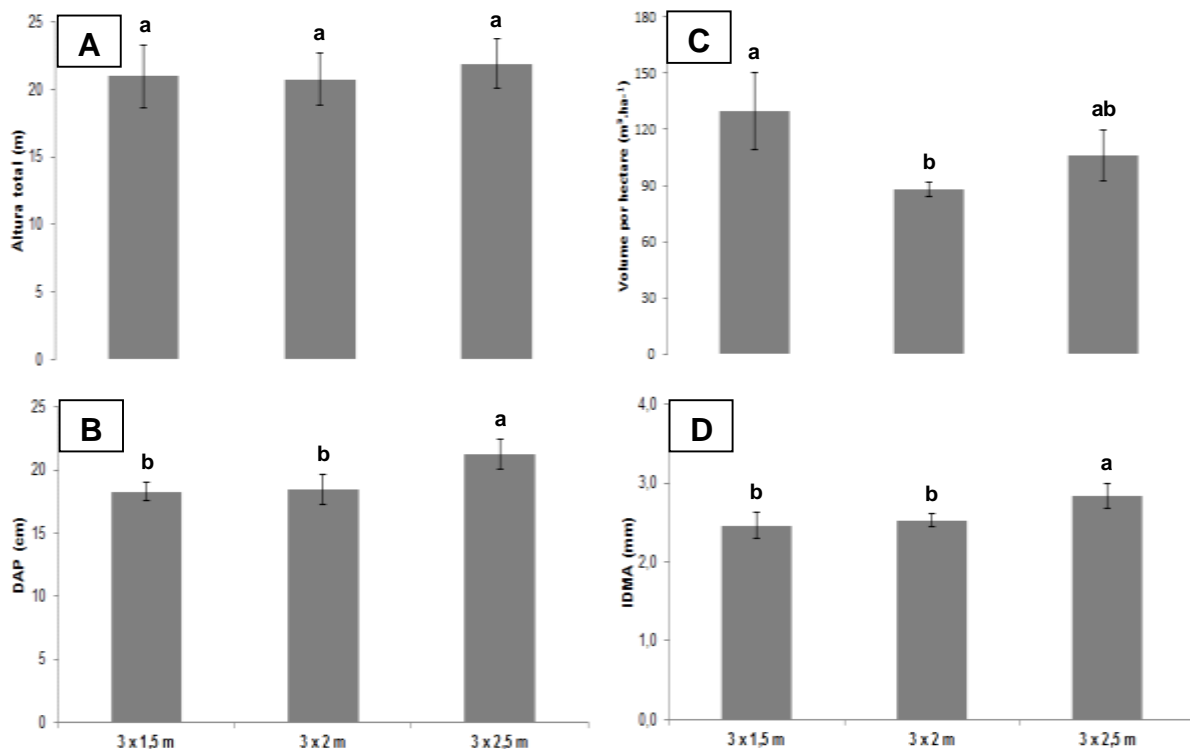 A
Altura total (m)
25
20
15
10
5
0
a
a
a
B
DAP (cm)
25
20
15
10
5
0
b
b
a
3 x 1,5 m
3 x 2 m
3 x 2,5 m
C
Volume por hectare (m³.ha⁻¹)
180
150
120
90
60
30
0
a
b
ab
D
IDMA (mm)
4,0
3,0
2,0
1,0
0,0
b
b
a
3 x 1,5 m
3 x 2 m
3 x 2,5 m